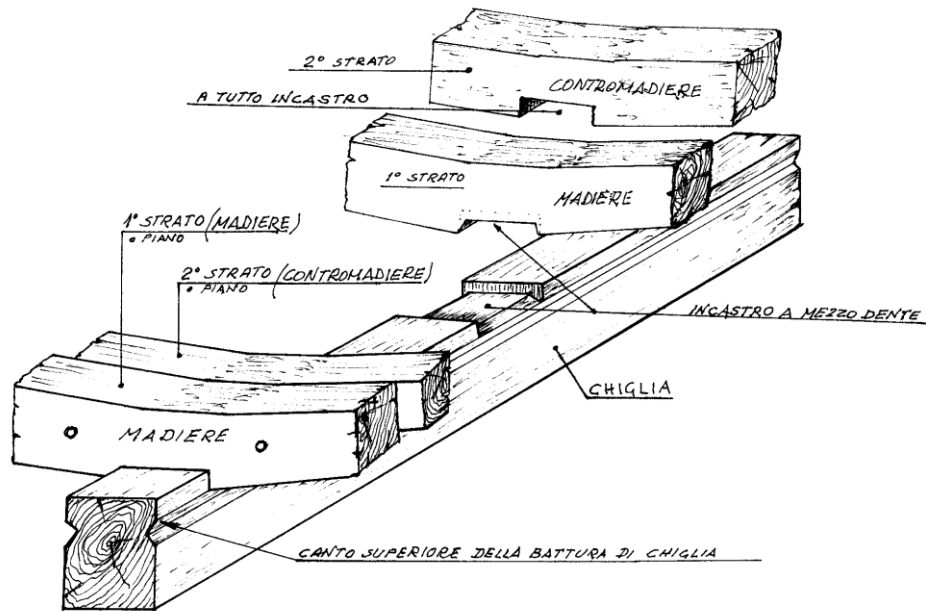 2° STRATO
CONTROMADIERE
A TUTTO INCASTRO
1° STRATO
MADIERE
1° STRATO (MADIERE)
• PIANO
2° STRATO (CONTROMADIERE)
• PIANO
INCASTRO A MEZZO DENTE
CHIGLIA
MADIERE
CANTO SUPERIORE DELLA BATTURA DI CHIGLIA